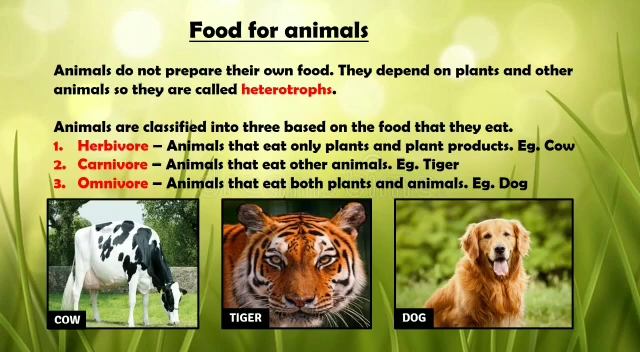 Food for animals
Animals do not prepare their own food. They depend on plants and other
animals so they are called heterotrophs.
Animals are classified into three based on the food that they eat.
1. Herbivore – Animals that eat only plants and plant products. Eg. Cow
2. Carnivore – Animals that eat other animals. Eg. Tiger
3. Omnivore – Animals that eat both plants and animals. Eg. Dog
COW
TIGER
DOG